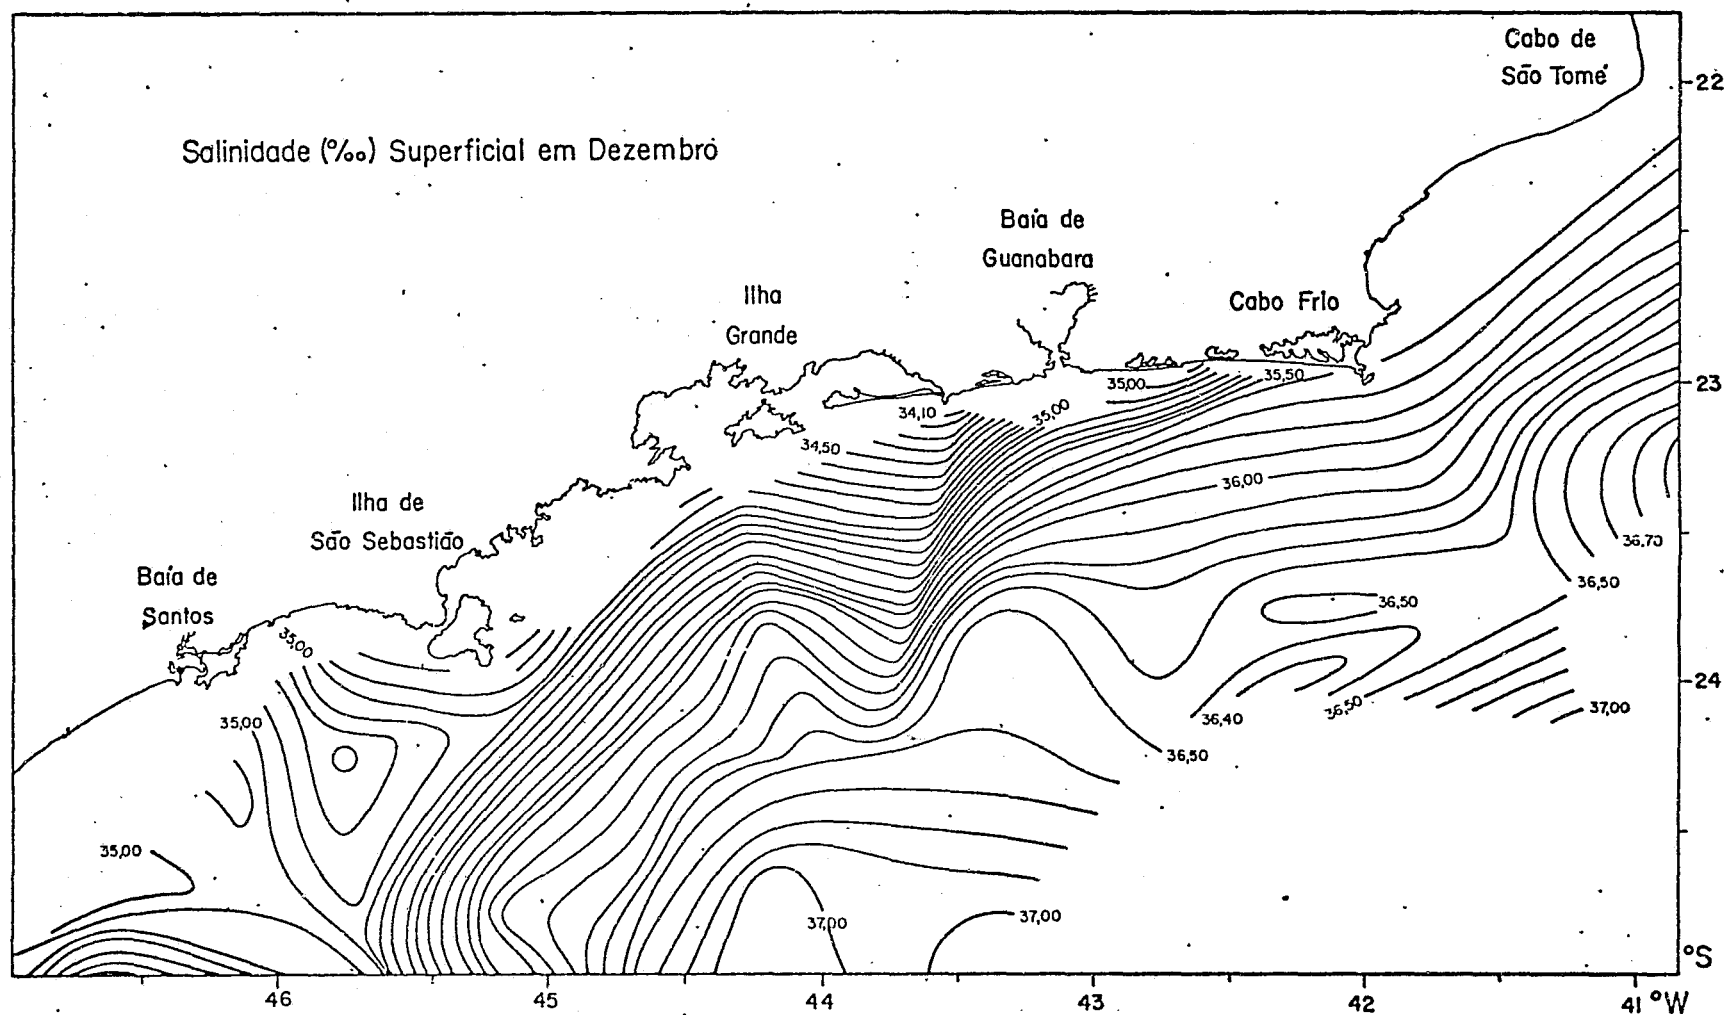 Cabo de
São Tomé
22
Salinidade (‰) Superficial em Dezembro
Baía de
Guanabara
Ilha
Grande
Cabo Frio
23
35,00
35,50
34,10
35,00
34,50
36,00
Ilha de
São Sebastião
36,70
Baía de
Santos
36,50
36,50
35,00
24
35,00
36,40
36,50
37,00
36,50
35,00
37,00
37,00
°S
46
45
44
43
42
41 °W